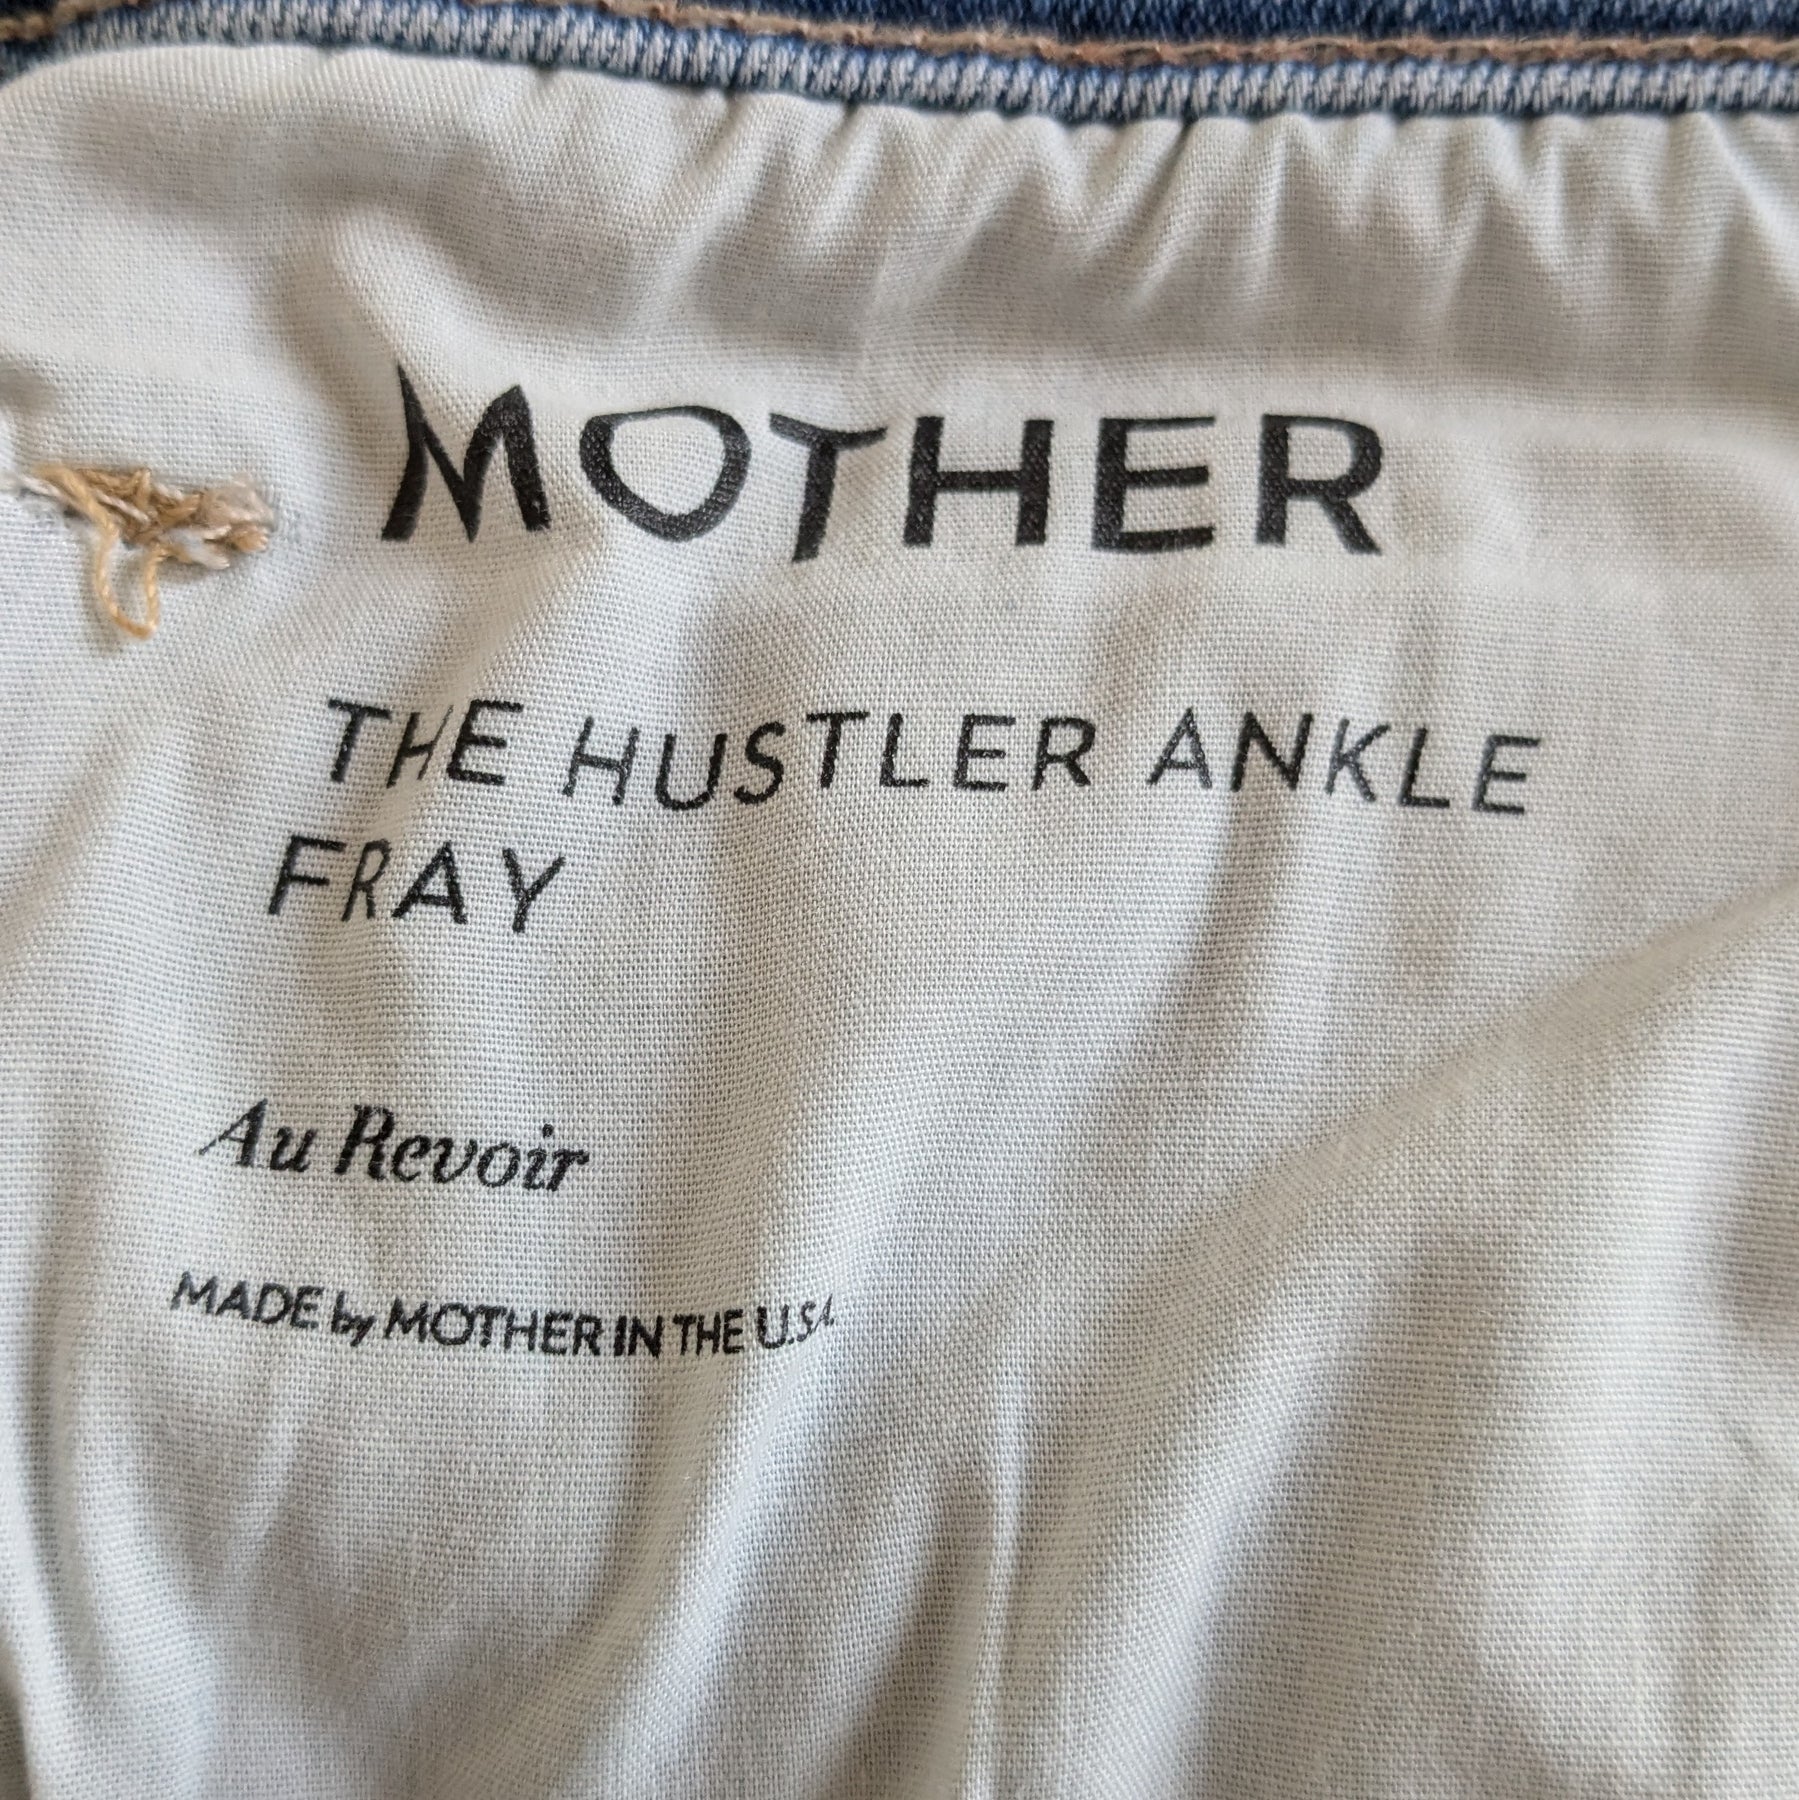 MOTHER
THE HUSTLER ANKLE
FRAY
Au Revoir
MADE by MOTHER IN THE U.S.A.